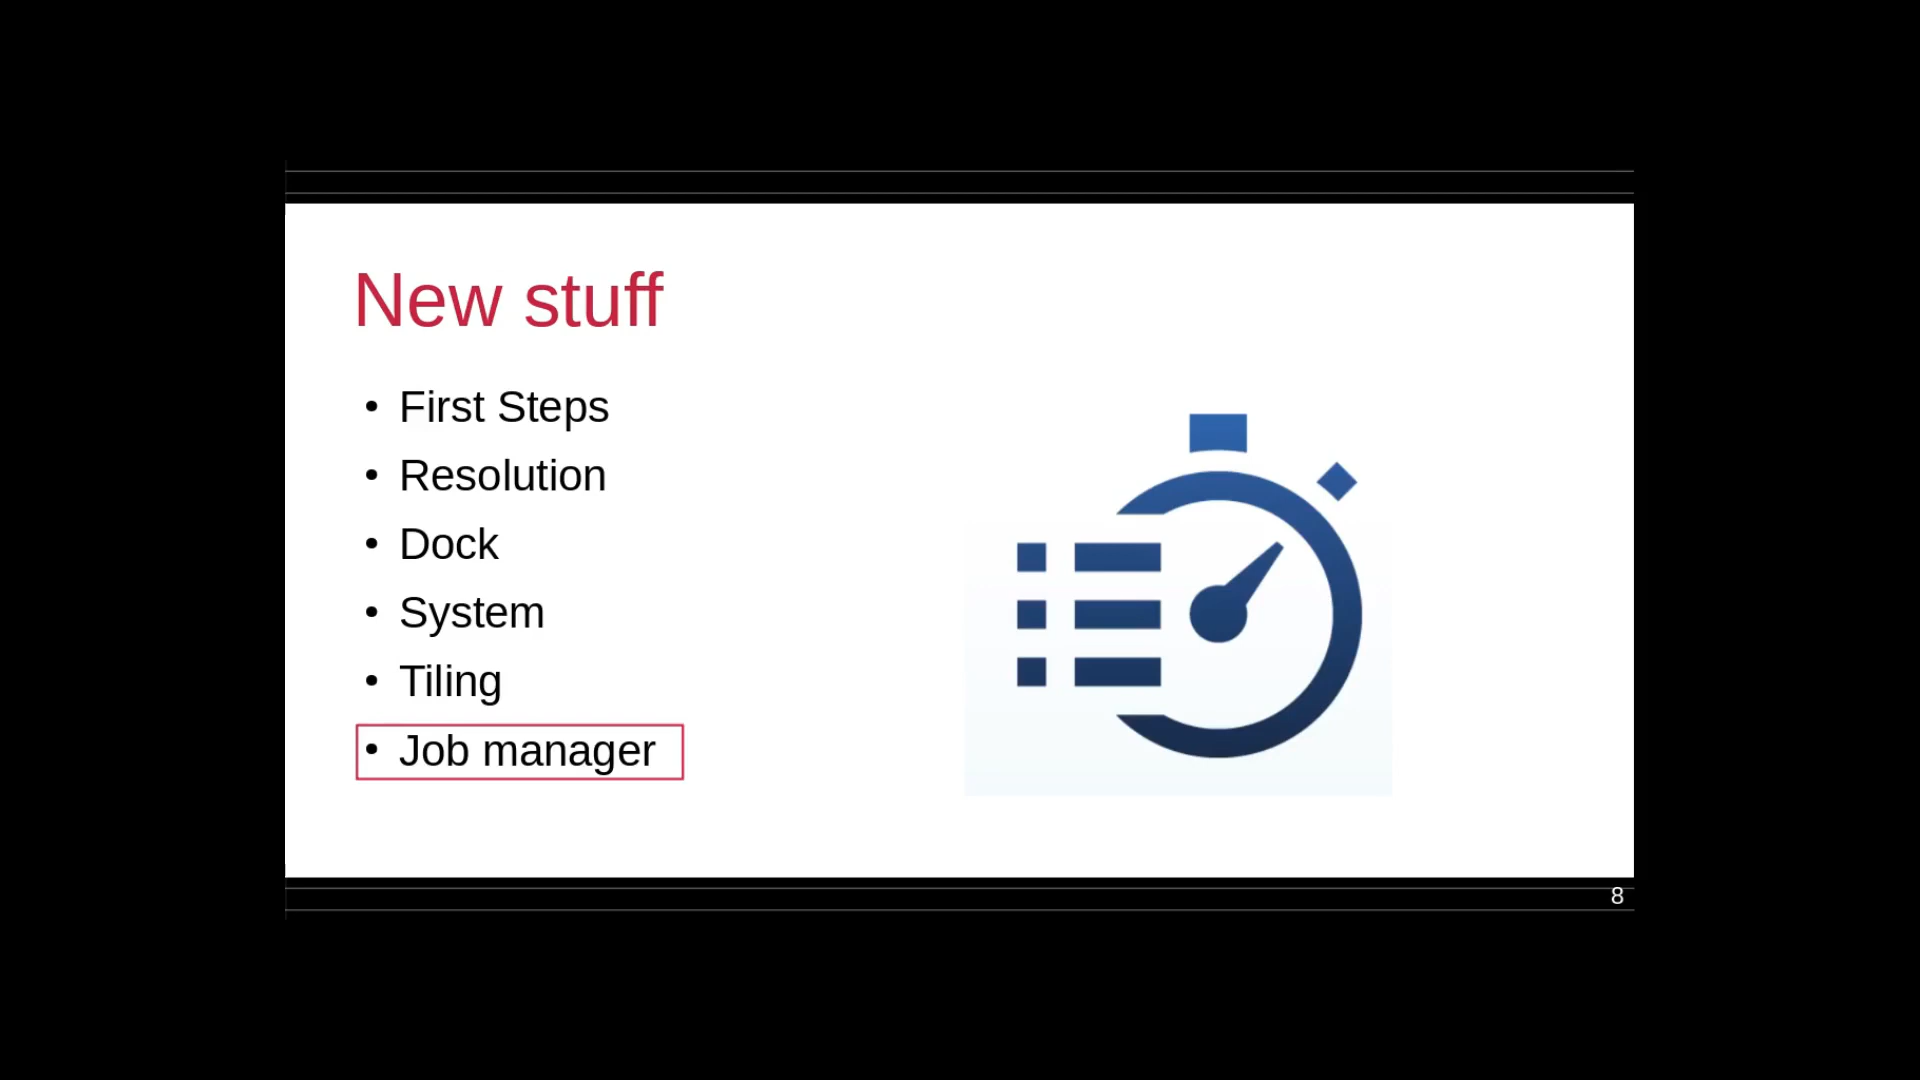 New stuff
• First Steps
• Resolution
• Dock
• System
• Tiling
• Job manager
8